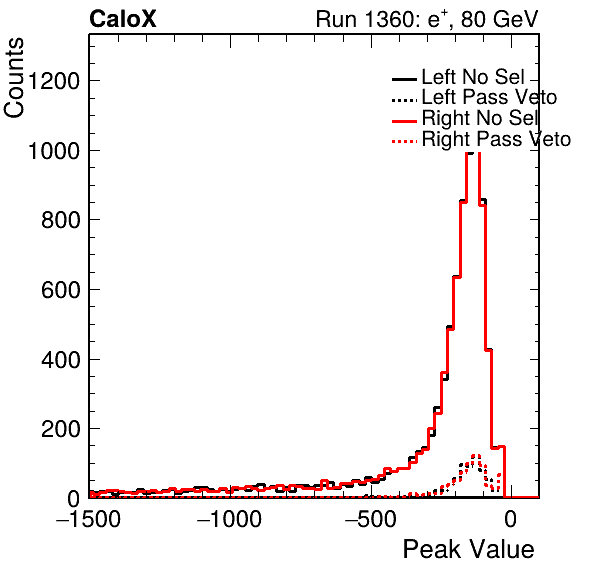 CaloX Run 1360: e+, 80 GeV
Counts
1200
1000
800
600
400
200
0
Left No Sel
Left Pass Veto
Right No Sel
Right Pass Veto
−1500 −1000 −500 0
Peak Value